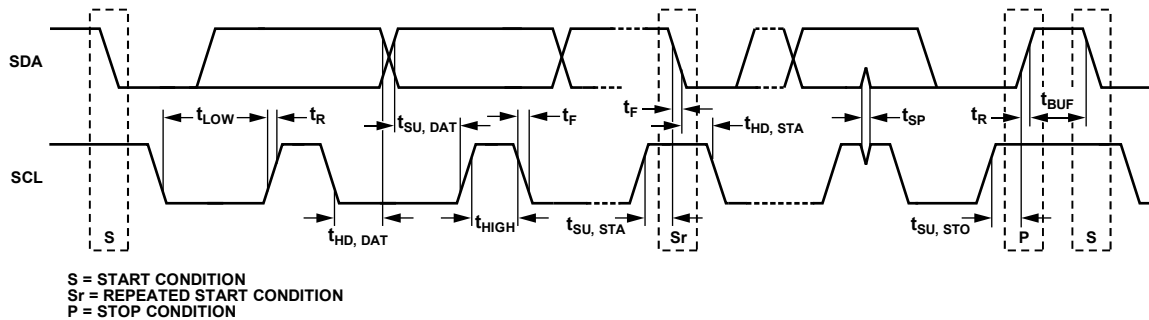 SDA
SCL
tLOW
tR
tSU, DAT
tF
tF
tHD, STA
tSP
tR
tBUF
tHD, DAT
tHIGH
tSU, STA
tSU, STO
S
Sr
P
S
S = START CONDITION
Sr = REPEATED START CONDITION
P = STOP CONDITION